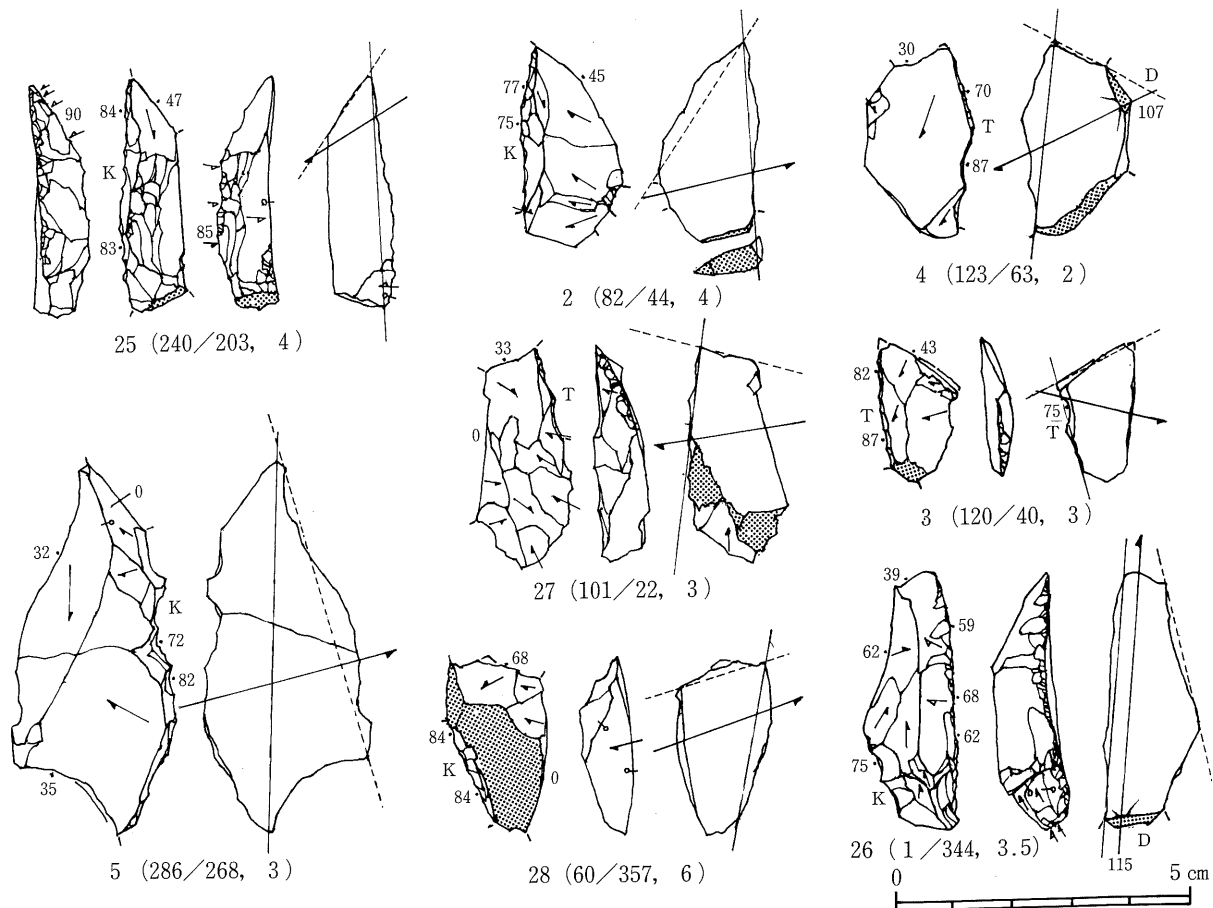 90
84
47
K
83
85
25 (240／203, 4)
77
45
75
K
2 (82／44, 4)
30
70
T
87
D
107
4 (123／63, 2)
33
T
0
27 (101／22, 3)
43
82
T
87
75
T
3 (120／40, 3)
0
32
K
72
82
35
5 (286／268, 3)
68
84
K
84
0
28 (60／357, 6)
39
59
62
68
62
75
K
D
115
26 (1／344, 3.5)
0 5 cm